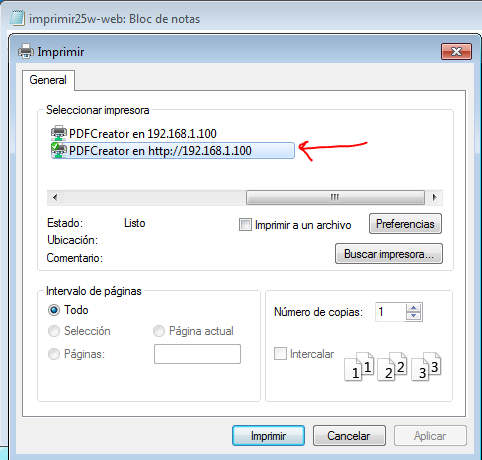 imprimir25w-web: Bloc de notas
Imprimir
General
Seleccionar impresora
PDFCreator en 192.168.1.100
PDFCreator en http://192.168.1.100
Estado: Listo
Imprimir a un archivo
Preferencias
Ubicación:
Comentario:
Buscar impresora...
Intervalo de páginas
Todo
Selección
Página actual
Páginas:
Número de copias: 1
Intercalar
1 1 2 2 3 3
Imprimir
Cancelar
Aplicar